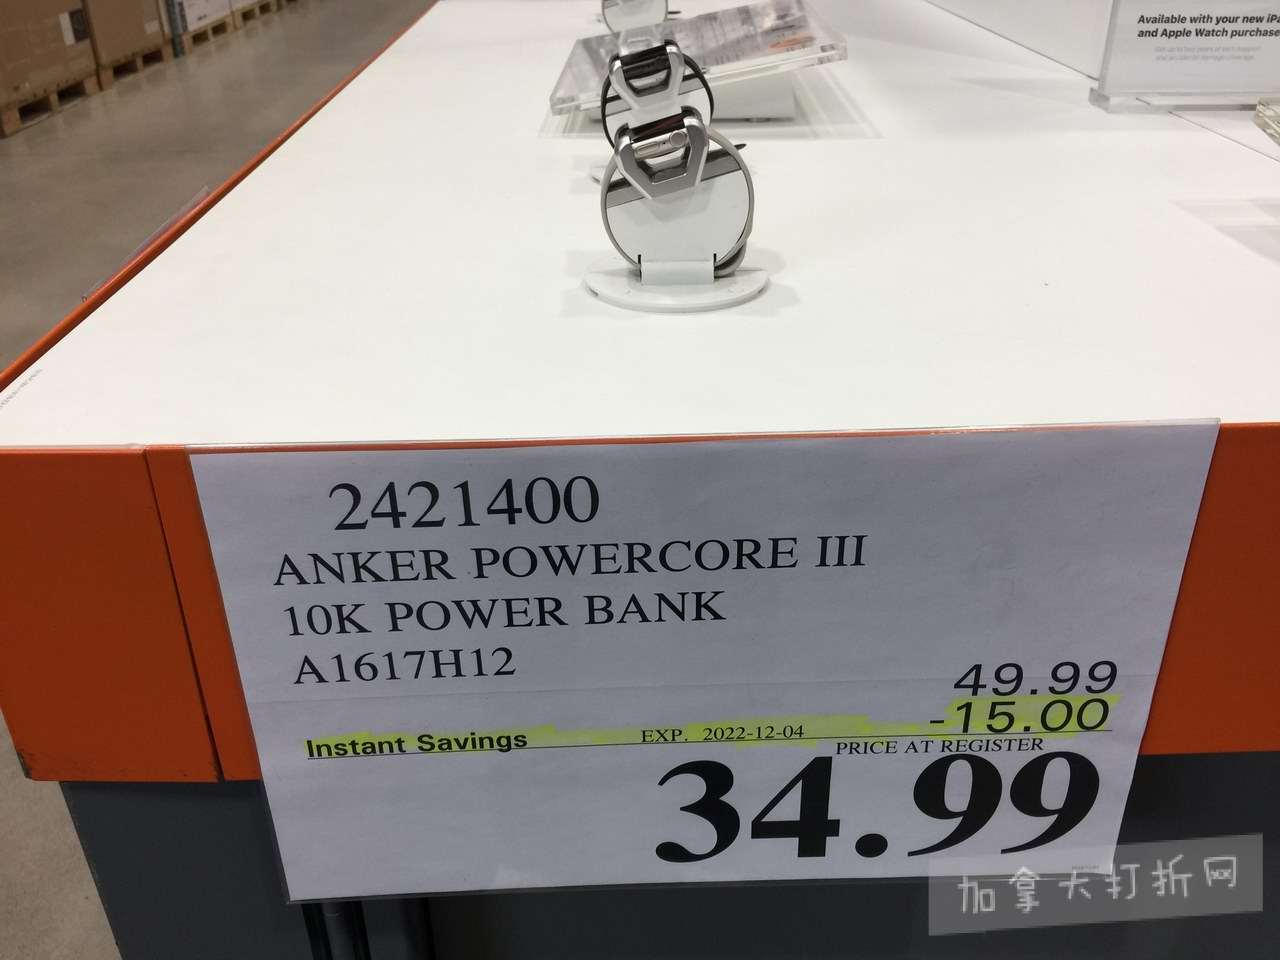 Available with your new iPa
and Apple Watch purchase
2421400
ANKER POWERCORE III
10K POWER BANK
A1617H12
49.99
Instant Savings EXP. 2022-12-04 -15.00
PRICE AT REGISTER
34.99
加拿大打折网